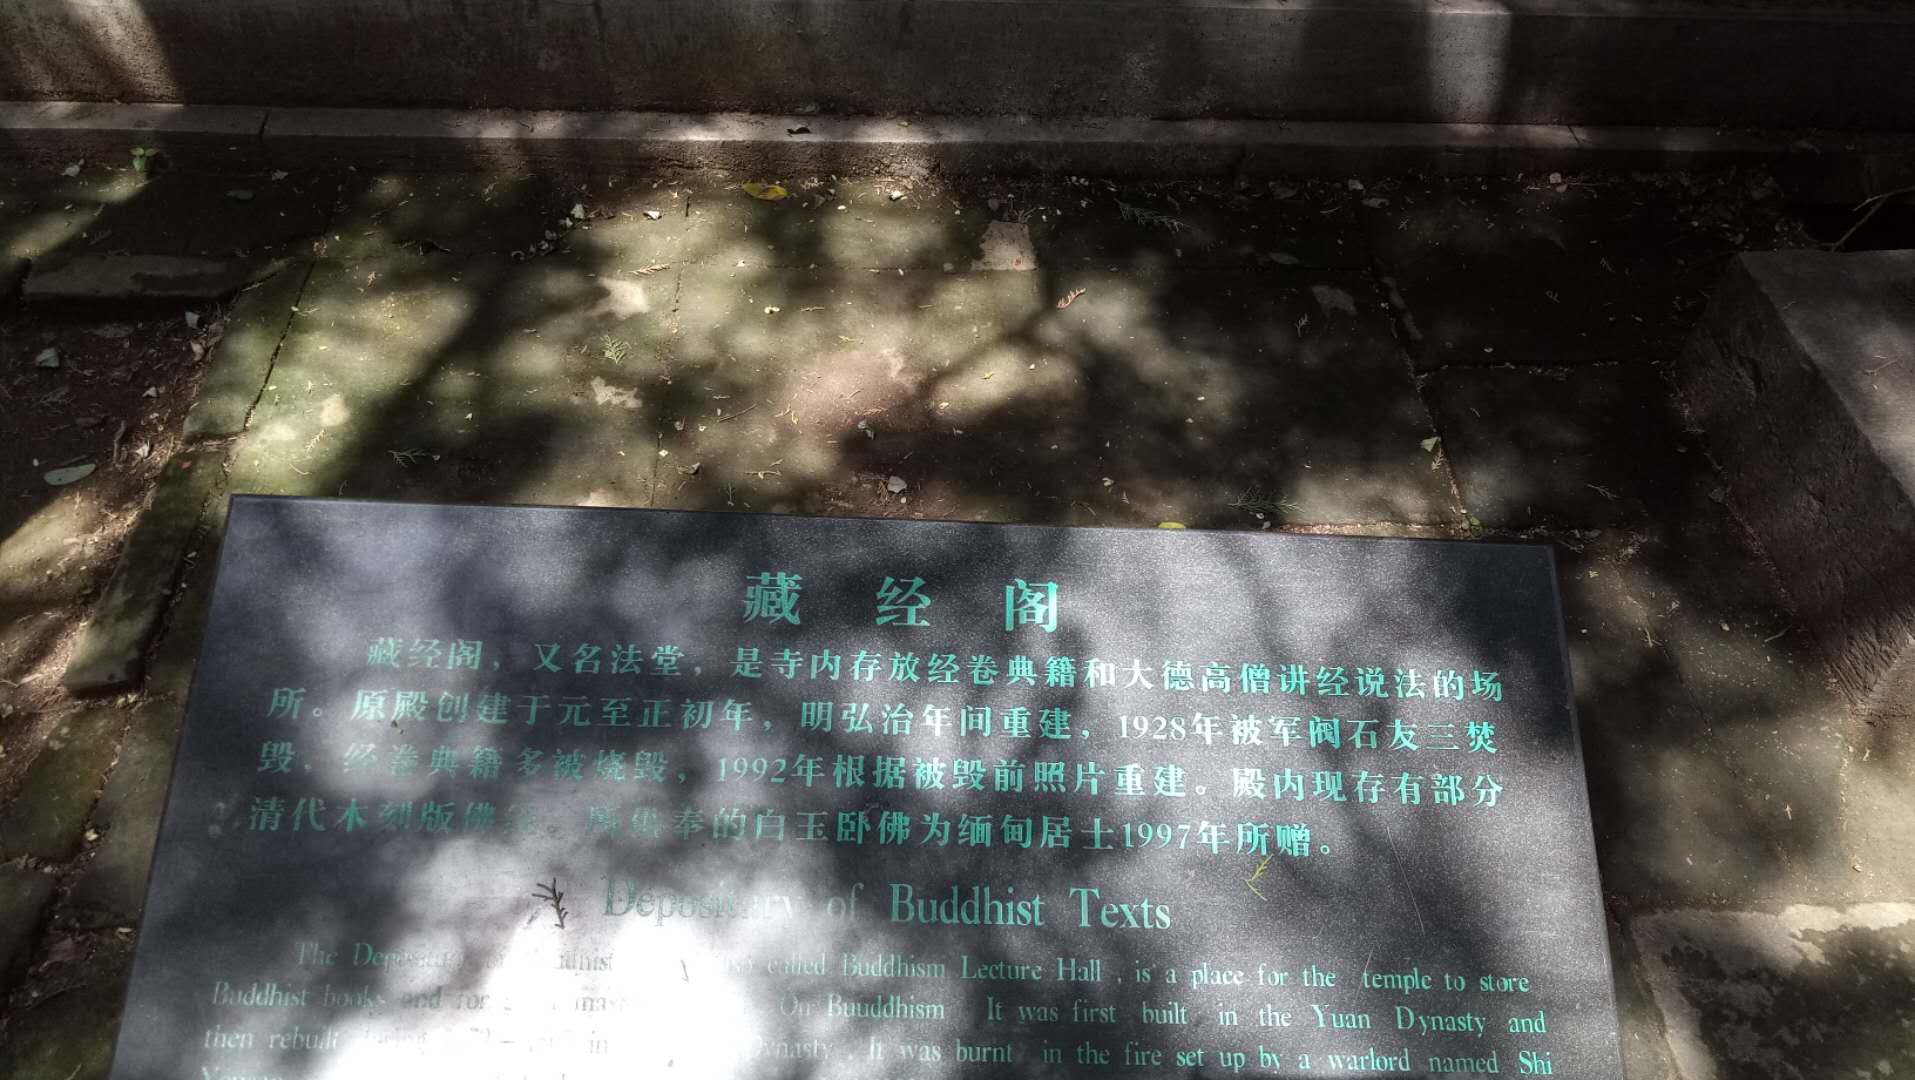 藏经阁
藏经阁，又名法堂，是寺内存放经卷典籍和大德高僧讲经说法的场
所。原殿创建于元至正初年，明弘治年间重建，1928年被军阀石友三焚
毁，经卷典籍多被烧毁，1992年根据被毁前照片重建。殿内现存有部分
清代木刻版佛 奉的白玉卧佛为缅甸居士1997年所赠。
Depositary of Buddhist Texts
The called Buddhism Lecture Hall , is a place for the temple to store
Buddhist books and for On Buuddhism It was first built in the Yuan Dynasty and
then rebuilt in Dynasty . It was burnt in the fire set up by a warlord named Shi